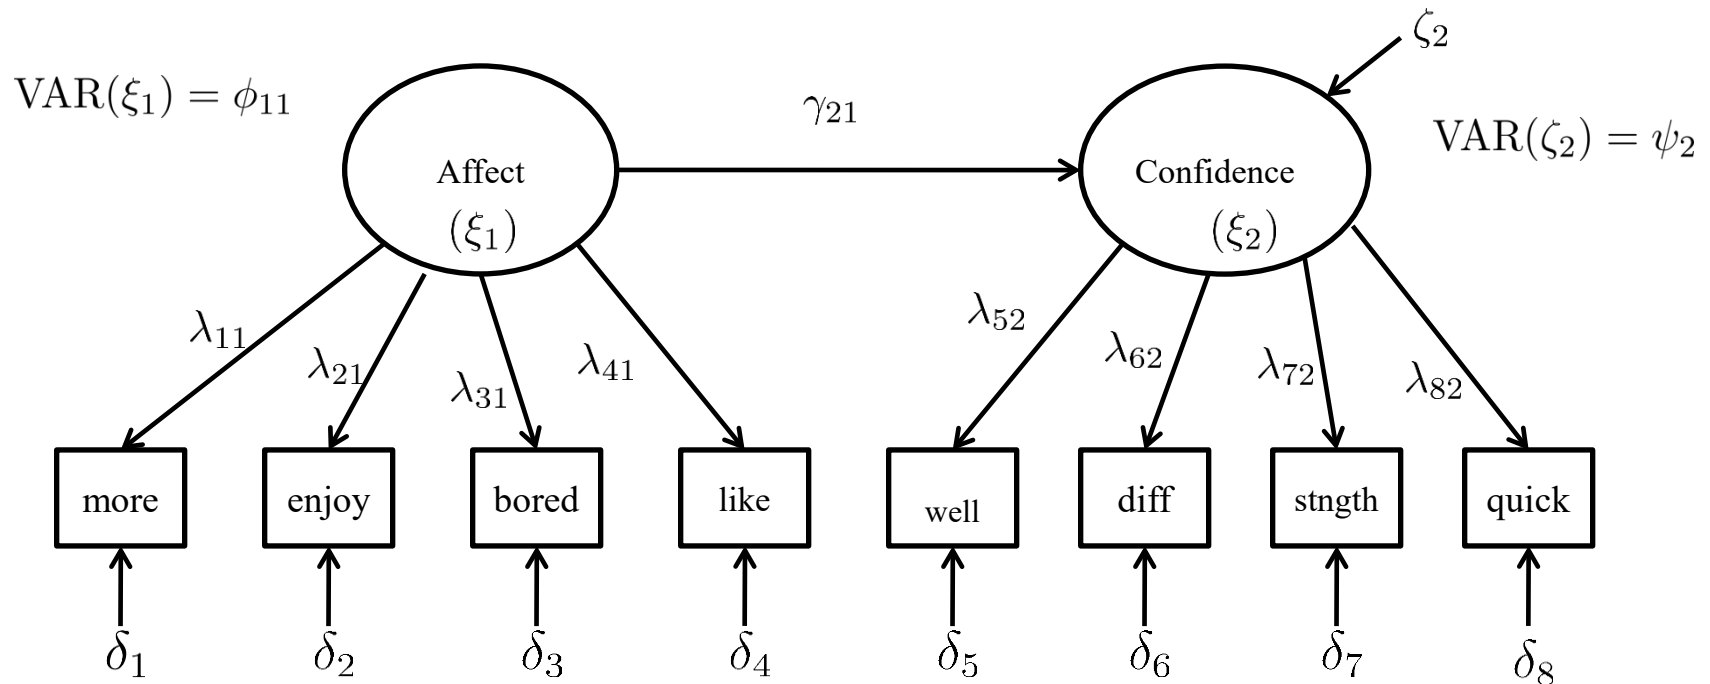 ζ₂
VAR(ξ₁) = ϕ₁₁
γ₂₁
VAR(ζ₂) = ψ₂
Affect
(ξ₁)
Confidence
(ξ₂)
λ₁₁
λ₂₁
λ₃₁
λ₄₁
λ₅₂
λ₆₂
λ₇₂
λ₈₂
more
enjoy
bored
like
well
diff
stngth
quick
δ₁
δ₂
δ₃
δ₄
δ₅
δ₆
δ₇
δ₈